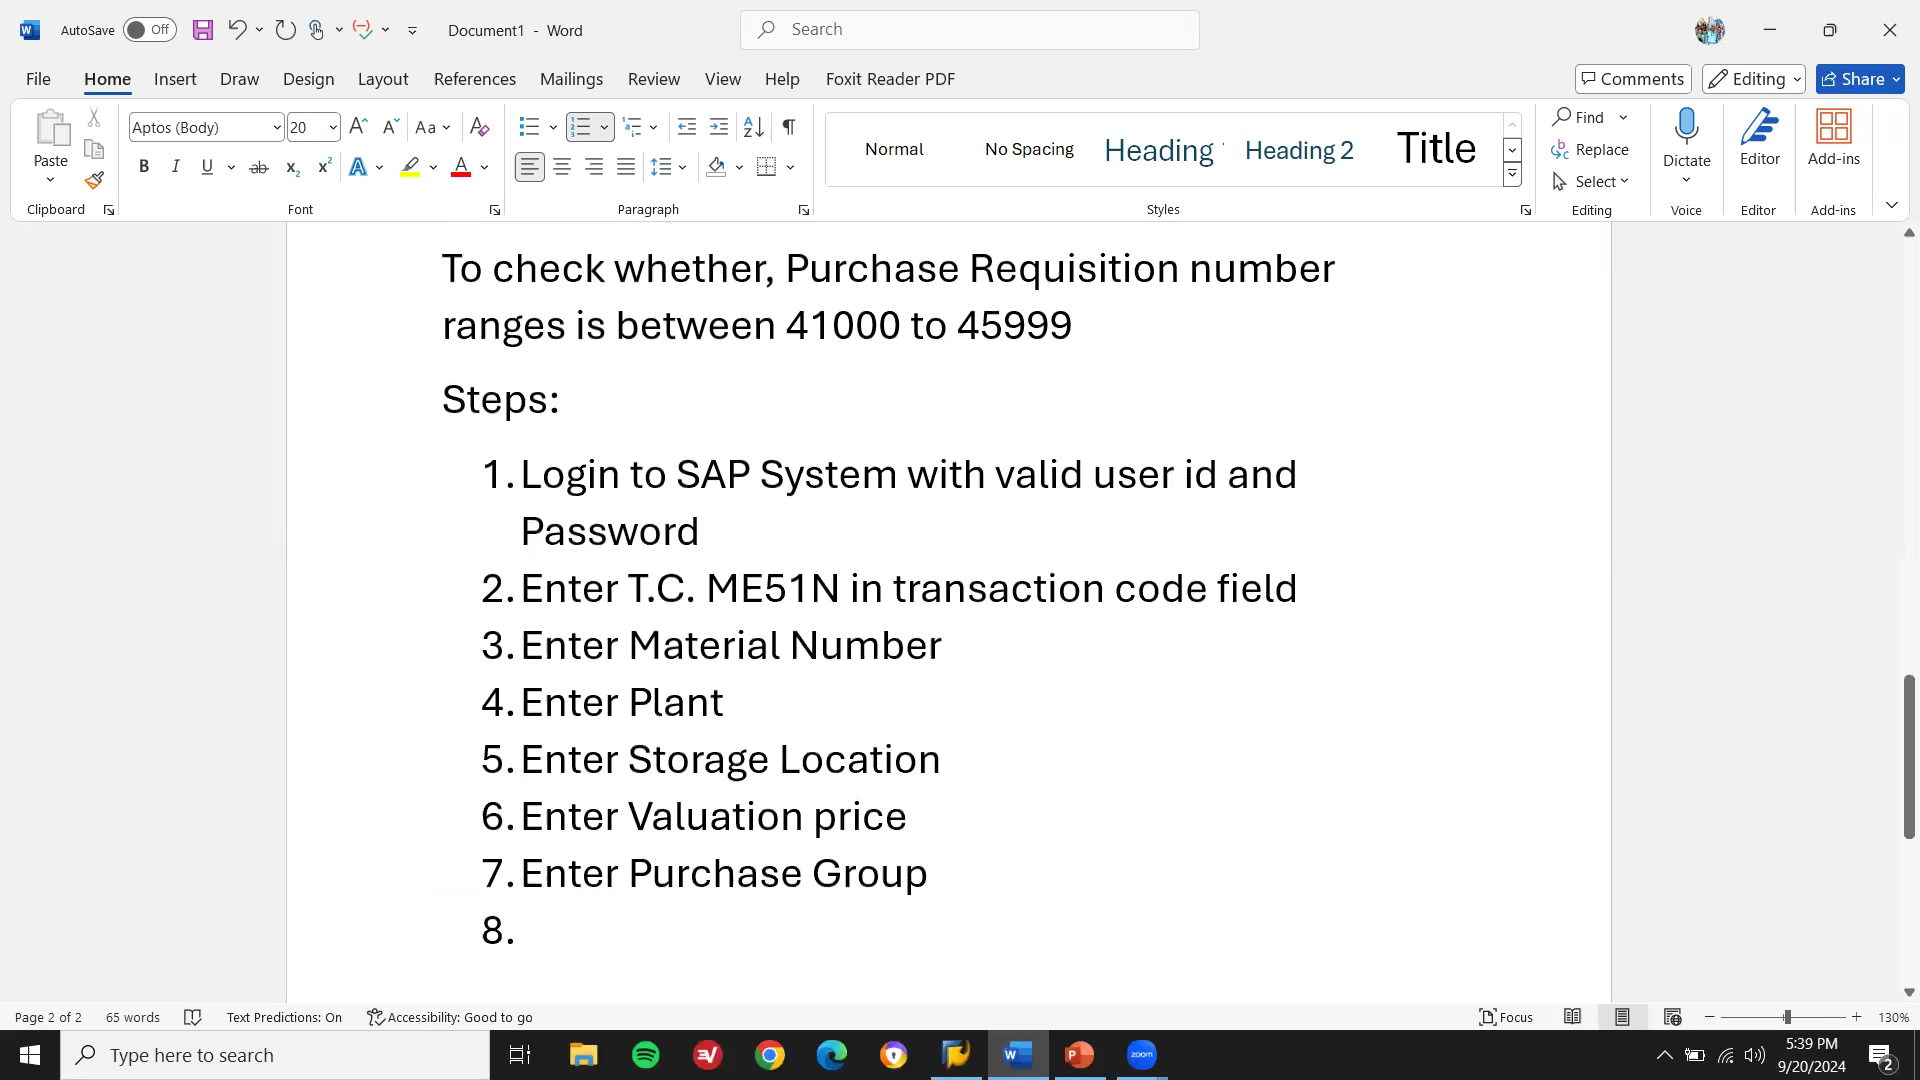 AutoSave Off Document1 - Word Search
File Home Insert Draw Design Layout References Mailings Review View Help Foxit Reader PDF Comments Editing Share
Paste Aptos (Body) 20 Aa Normal No Spacing Heading Heading 2 Title Find Replace Select Dictate Editor Add-ins
Clipboard Font Paragraph Styles Editing Voice Editor Add-ins
To check whether, Purchase Requisition number
ranges is between 41000 to 45999
Steps:
1. Login to SAP System with valid user id and
Password
2. Enter T.C. ME51N in transaction code field
3. Enter Material Number
4. Enter Plant
5. Enter Storage Location
6. Enter Valuation price
7. Enter Purchase Group
8.
Page 2 of 2 65 words Text Predictions: On Accessibility: Good to go Focus 130%
Type here to search zoom 5:39 PM
9/20/2024 2